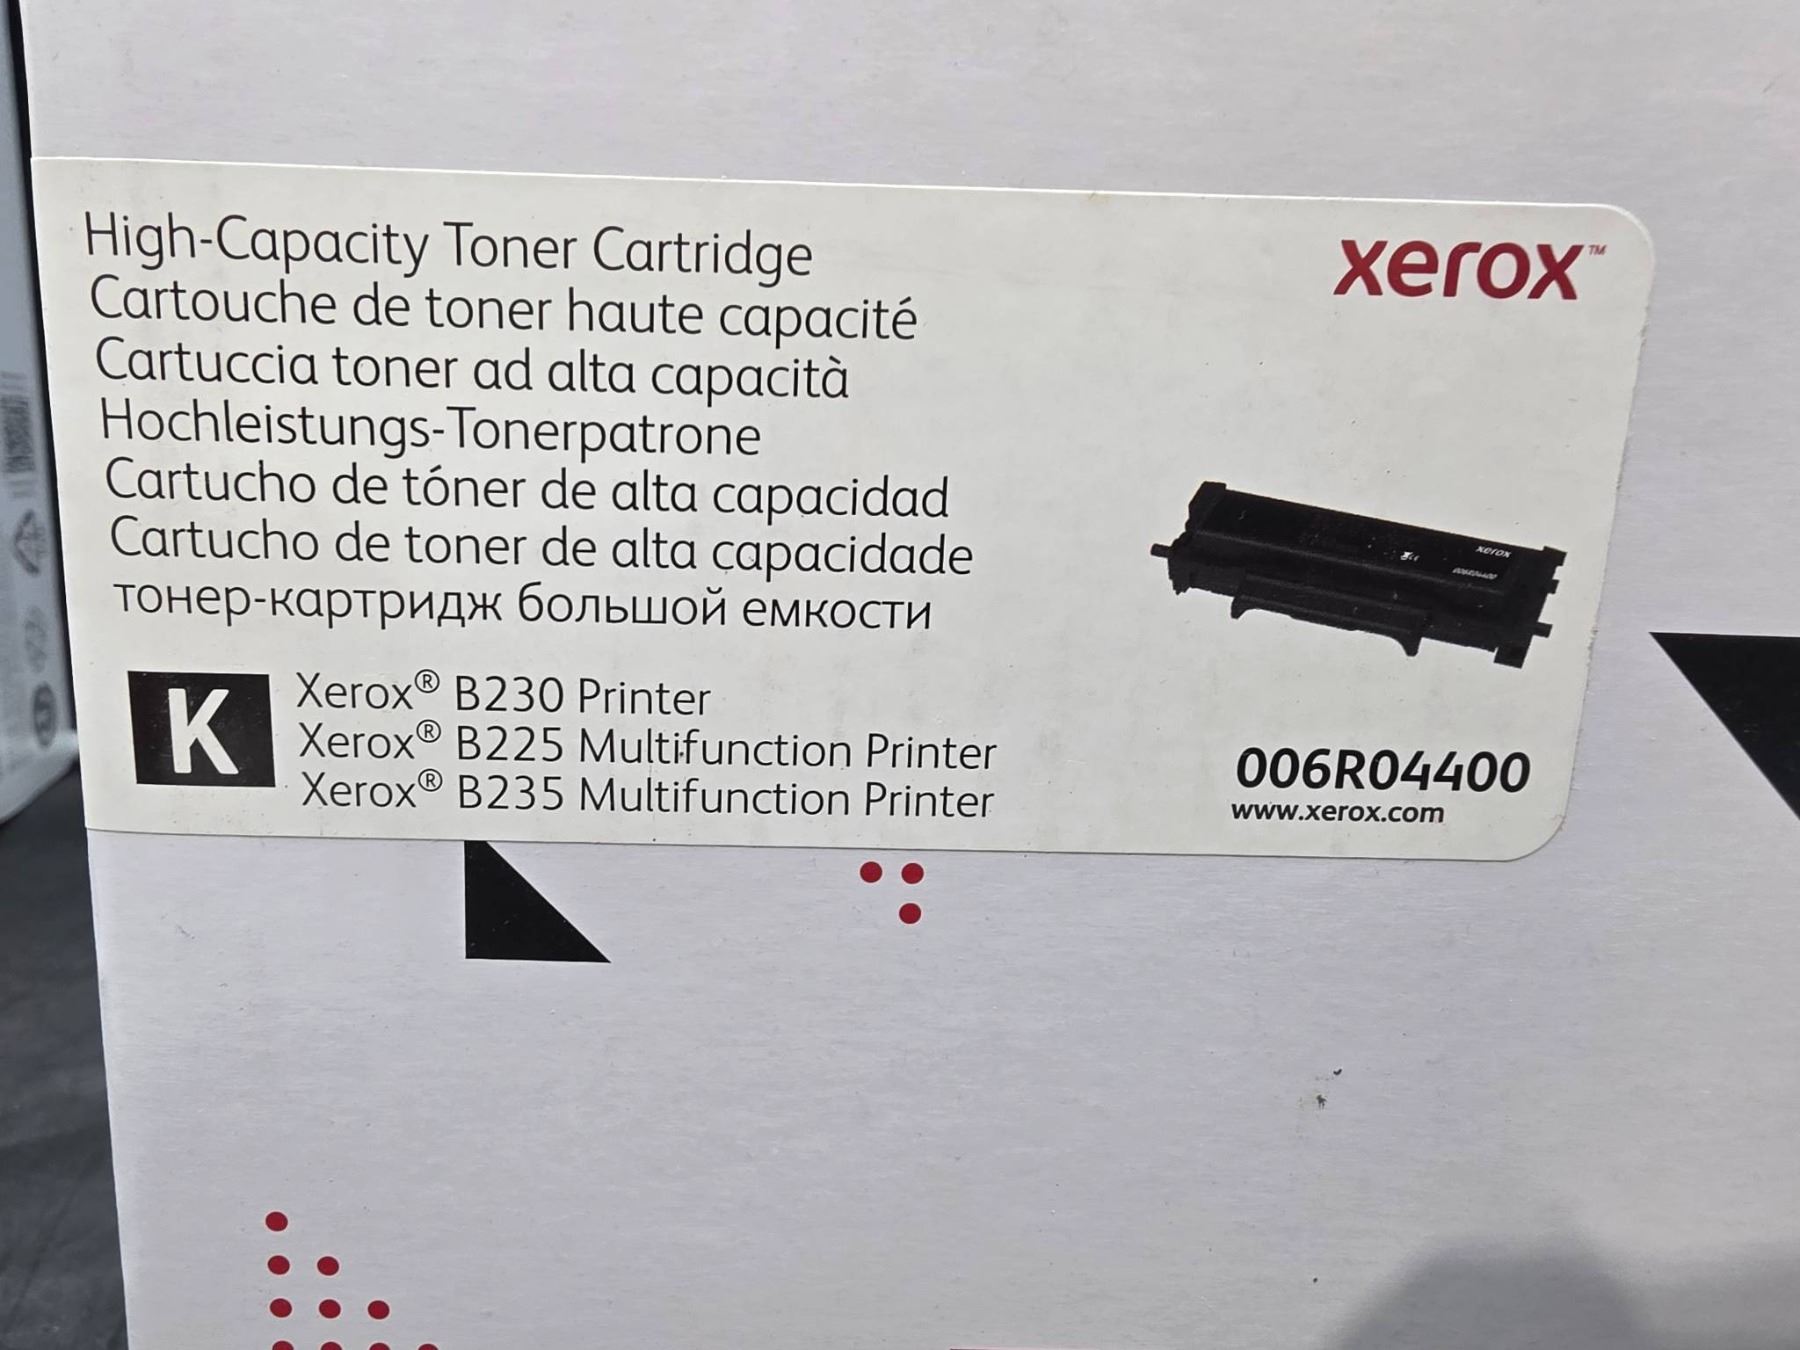 High-Capacity Toner Cartridge
Cartouche de toner haute capacité
Cartuccia toner ad alta capacità
Hochleistungs-Tonerpatrone
Cartucho de tóner de alta capacidad
Cartucho de toner de alta capacidade
тонер-картридж большой емкости
K
Xerox® B230 Printer
Xerox® B225 Multifunction Printer
Xerox® B235 Multifunction Printer
xerox™
xerox
006R04400
006R04400
www.xerox.com